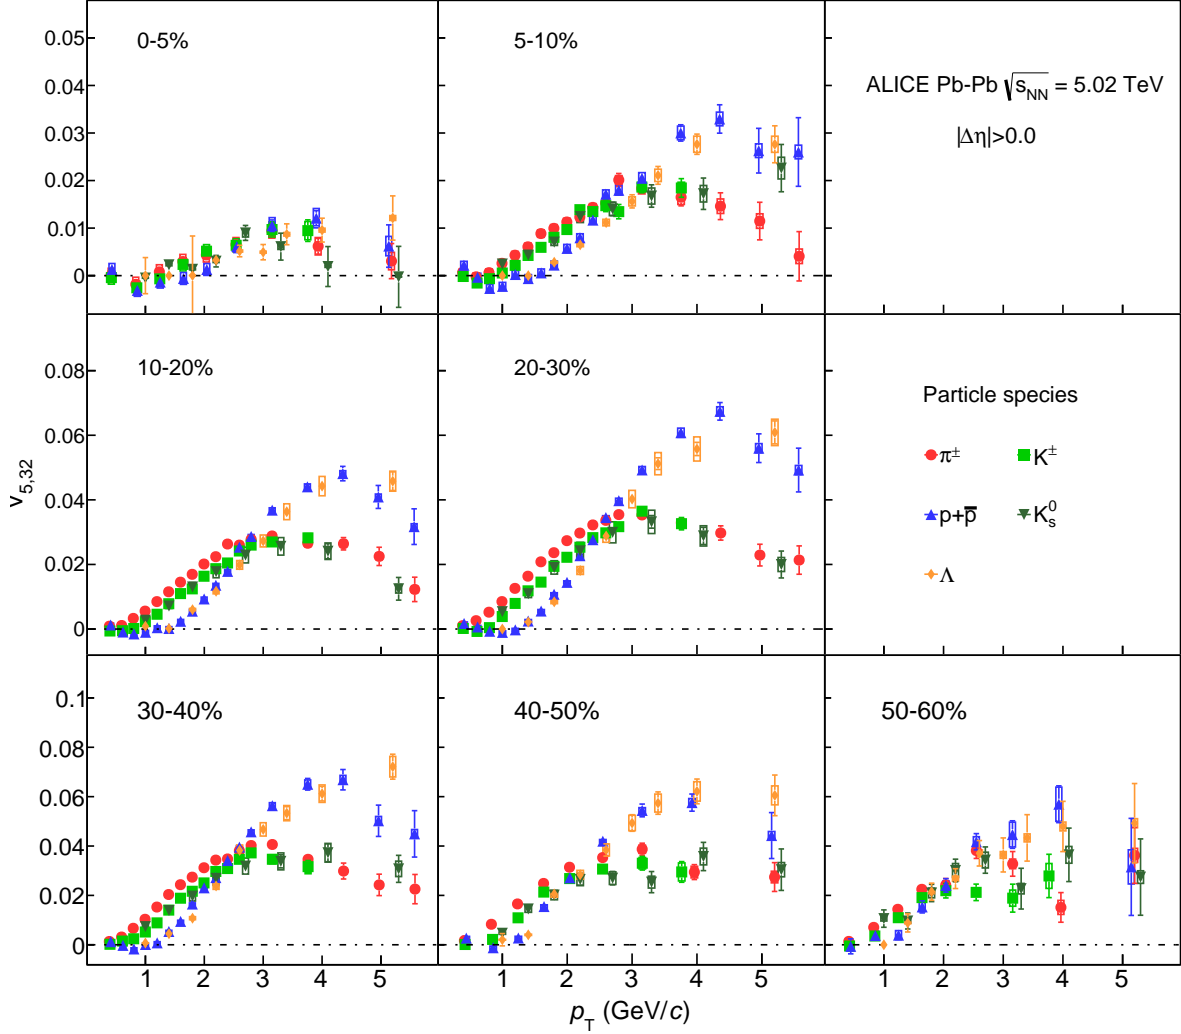 0.05
0.04
0.03
0.02
0.01
0
0-5%
5-10%
ALICE Pb-Pb √sNN = 5.02 TeV
|Δη|>0.0
v5,32
0.08
0.06
0.04
0.02
0
10-20%
20-30%
Particle species
π±
K±
p+p̅
K0s
Λ
0.1
0.08
0.06
0.04
0.02
0
30-40%
40-50%
50-60%
1 2 3 4 5
1 2 3 4 5
1 2 3 4 5
pT (GeV/c)